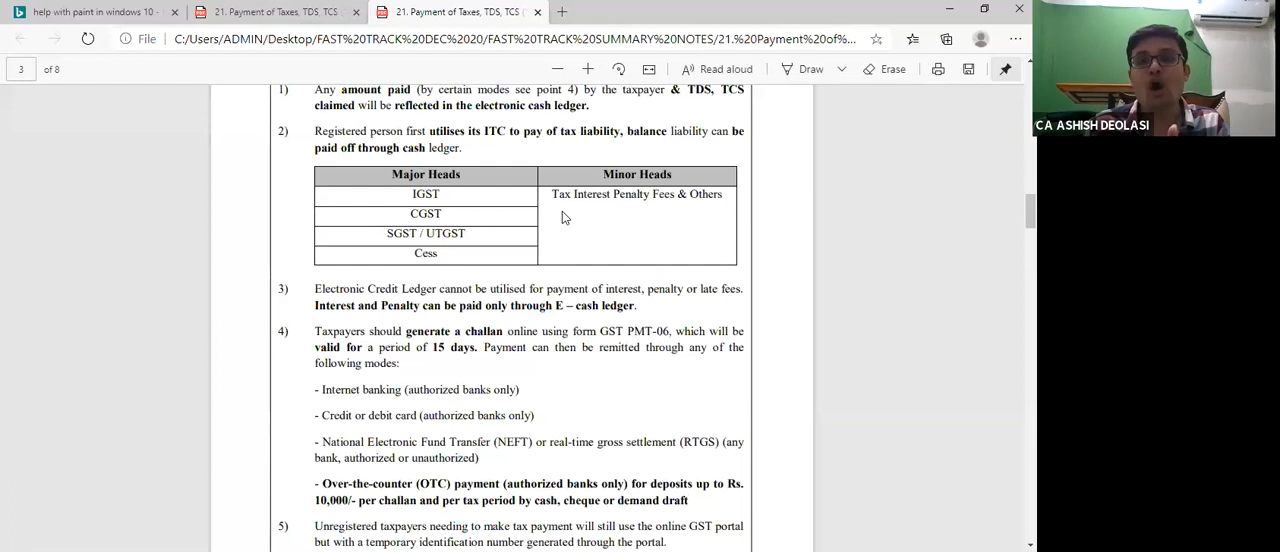 help with paint in windows 10 -
21. Payment of Taxes, TDS, TCS
21. Payment of Taxes, TDS, TCS
File
C:/Users/ADMIN/Desktop/FAST%20TRACK%20DEC%2020/FAST%20TRACK%20SUMMARY%20NOTES/21.%20Payment%20of%...
3 of 8
Read aloud
Draw
Erase
1) Any amount paid (by certain modes see point 4) by the taxpayer & TDS, TCS
claimed will be reflected in the electronic cash ledger.
2) Registered person first utilises its ITC to pay of tax liability, balance liability can be
paid off through cash ledger.
Major Heads Minor Heads
IGST Tax Interest Penalty Fees & Others
CGST
SGST / UTGST
Cess
3) Electronic Credit Ledger cannot be utilised for payment of interest, penalty or late fees.
Interest and Penalty can be paid only through E – cash ledger.
4) Taxpayers should generate a challan online using form GST PMT-06, which will be
valid for a period of 15 days. Payment can then be remitted through any of the
following modes:
- Internet banking (authorized banks only)
- Credit or debit card (authorized banks only)
- National Electronic Fund Transfer (NEFT) or real-time gross settlement (RTGS) (any
bank, authorized or unauthorized)
- Over-the-counter (OTC) payment (authorized banks only) for deposits up to Rs.
10,000/- per challan and per tax period by cash, cheque or demand draft
5) Unregistered taxpayers needing to make tax payment will still use the online GST portal
but with a temporary identification number generated through the portal.
CA ASHISH DEOLASI